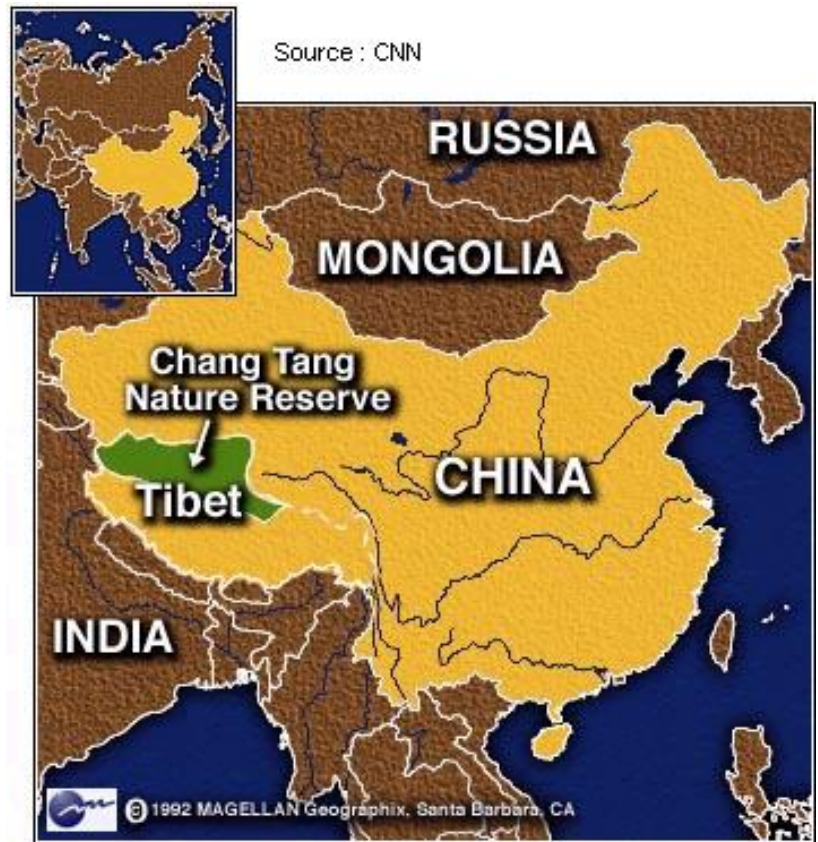 Source : CNN
RUSSIA
MONGOLIA
Chang Tang
Nature Reserve
Tibet
CHINA
INDIA
© 1992 MAGELLAN Geographix, Santa Barbara, CA